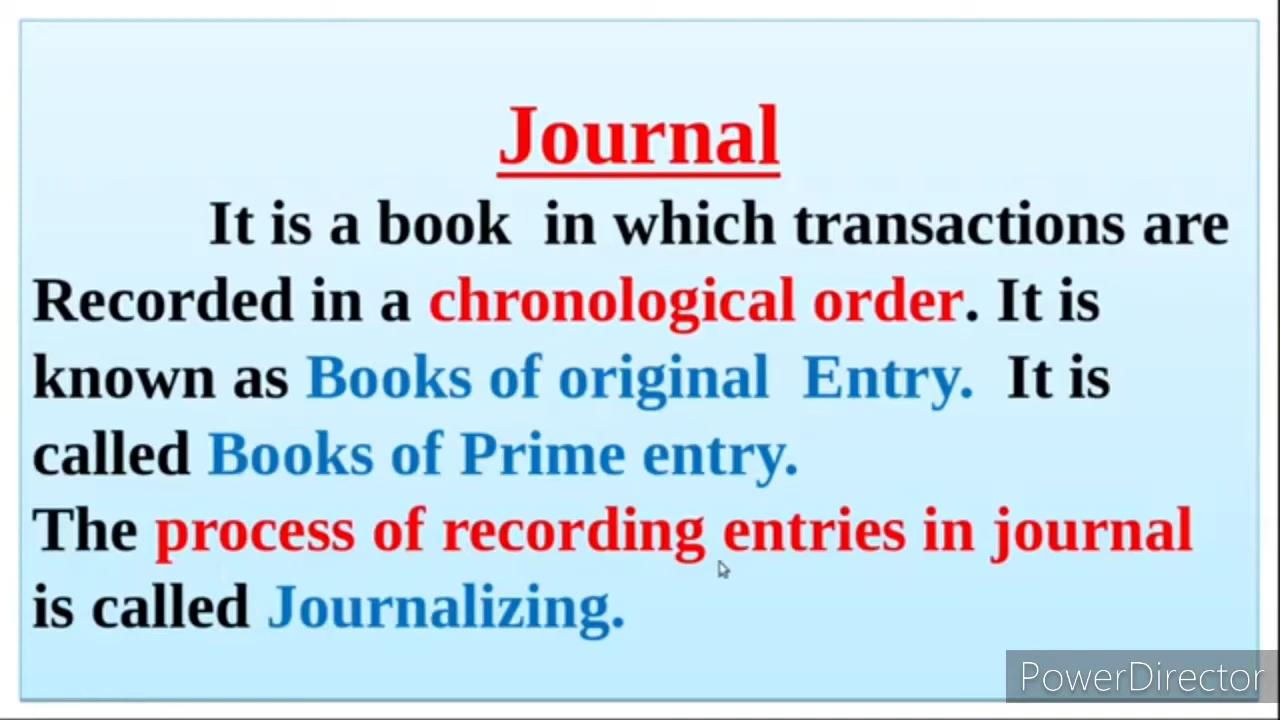 Journal
It is a book in which transactions are
Recorded in a chronological order. It is
known as Books of original Entry. It is
called Books of Prime entry.
The process of recording entries in journal
is called Journalizing.
PowerDirector